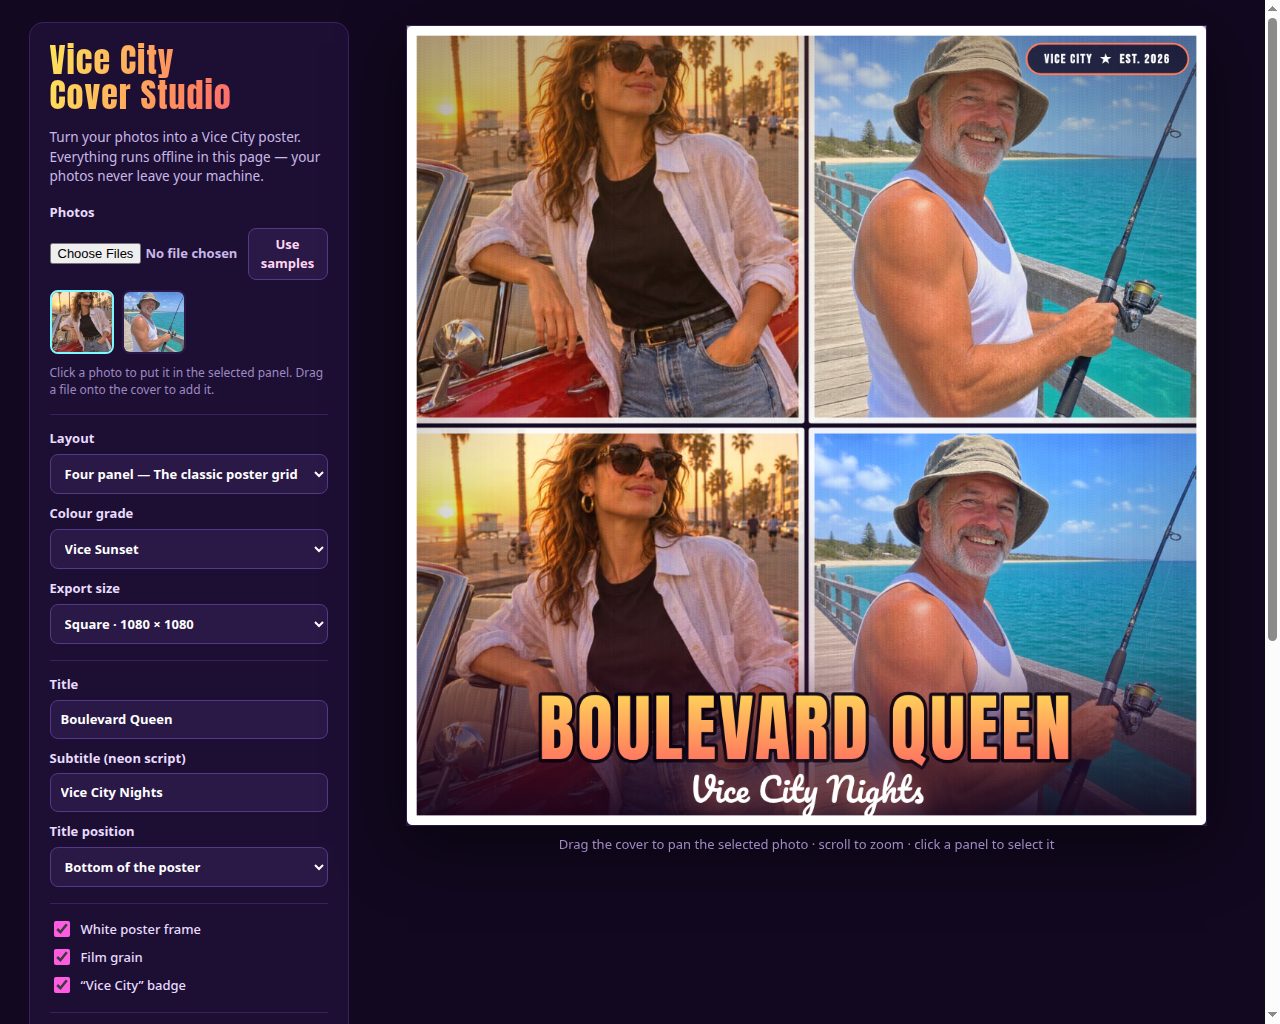 Vice City
Cover Studio
Turn your photos into a Vice City poster.
Everything runs offline in this page — your
photos never leave your machine.
Photos
Choose Files No file chosen
Use
samples
Click a photo to put it in the selected panel. Drag
a file onto the cover to add it.
Layout
Four panel — The classic poster grid
Colour grade
Vice Sunset
Export size
Square · 1080 × 1080
Title
Boulevard Queen
Subtitle (neon script)
Vice City Nights
Title position
Bottom of the poster
White poster frame
Film grain
“Vice City” badge
VICE CITY ★ EST. 2026
BOULEVARD QUEEN
Vice City Nights
Drag the cover to pan the selected photo · scroll to zoom · click a panel to select it